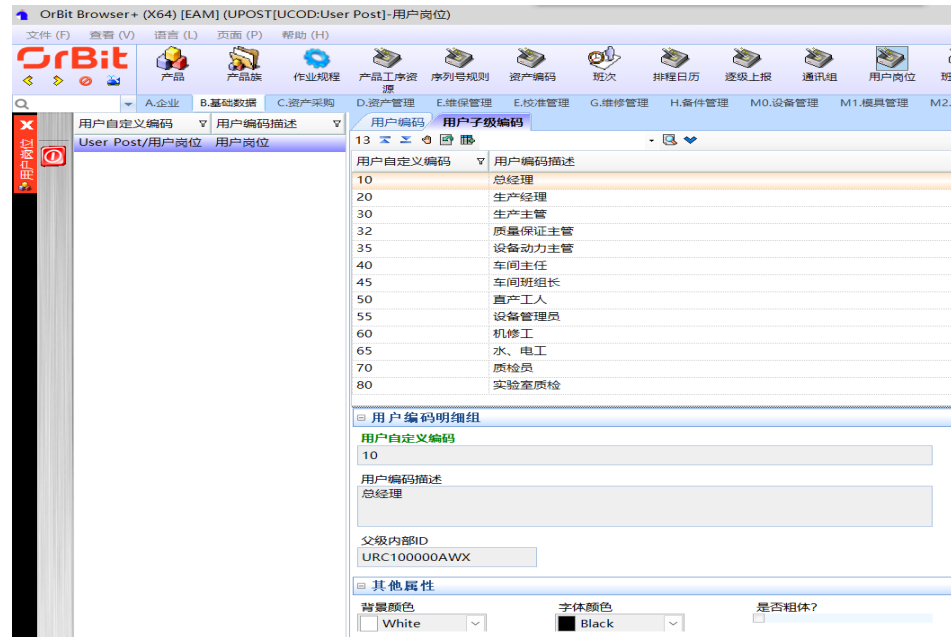 OrBit Browser+ (X64) [EAM] (UPOST[UCOD:User Post]-用户岗位)
文件 (F) 查看 (V) 语言 (L) 页面 (P) 帮助 (H)
OrBit
产品 产品族 作业规程 产品工序资源 序列号规则 资产编码 班次 排程日历 逐级上报 通讯组 用户岗位
A.企业 B.基础数据 C.资产采购 D.资产管理 E.维保管理 E.校准管理 G.维修管理 H.备件管理 M0.设备管理 M1.模具管理 M2.
用户岗位
用户自定义编码 用户编码描述
User Post/用户岗位 用户岗位
用户编码 用户子级编码
13
用户自定义编码 用户编码描述
10 总经理
20 生产经理
30 生产主管
32 质量保证主管
35 设备动力主管
40 车间主任
45 车间班组长
50 直产工人
55 设备管理员
60 机修工
65 水、电工
70 质检员
80 实验室质检
用户编码明细组
用户自定义编码
10
用户编码描述
总经理
父级内部ID
URC100000AWX
其他属性
背景颜色 字体颜色 是否粗体?
White Black